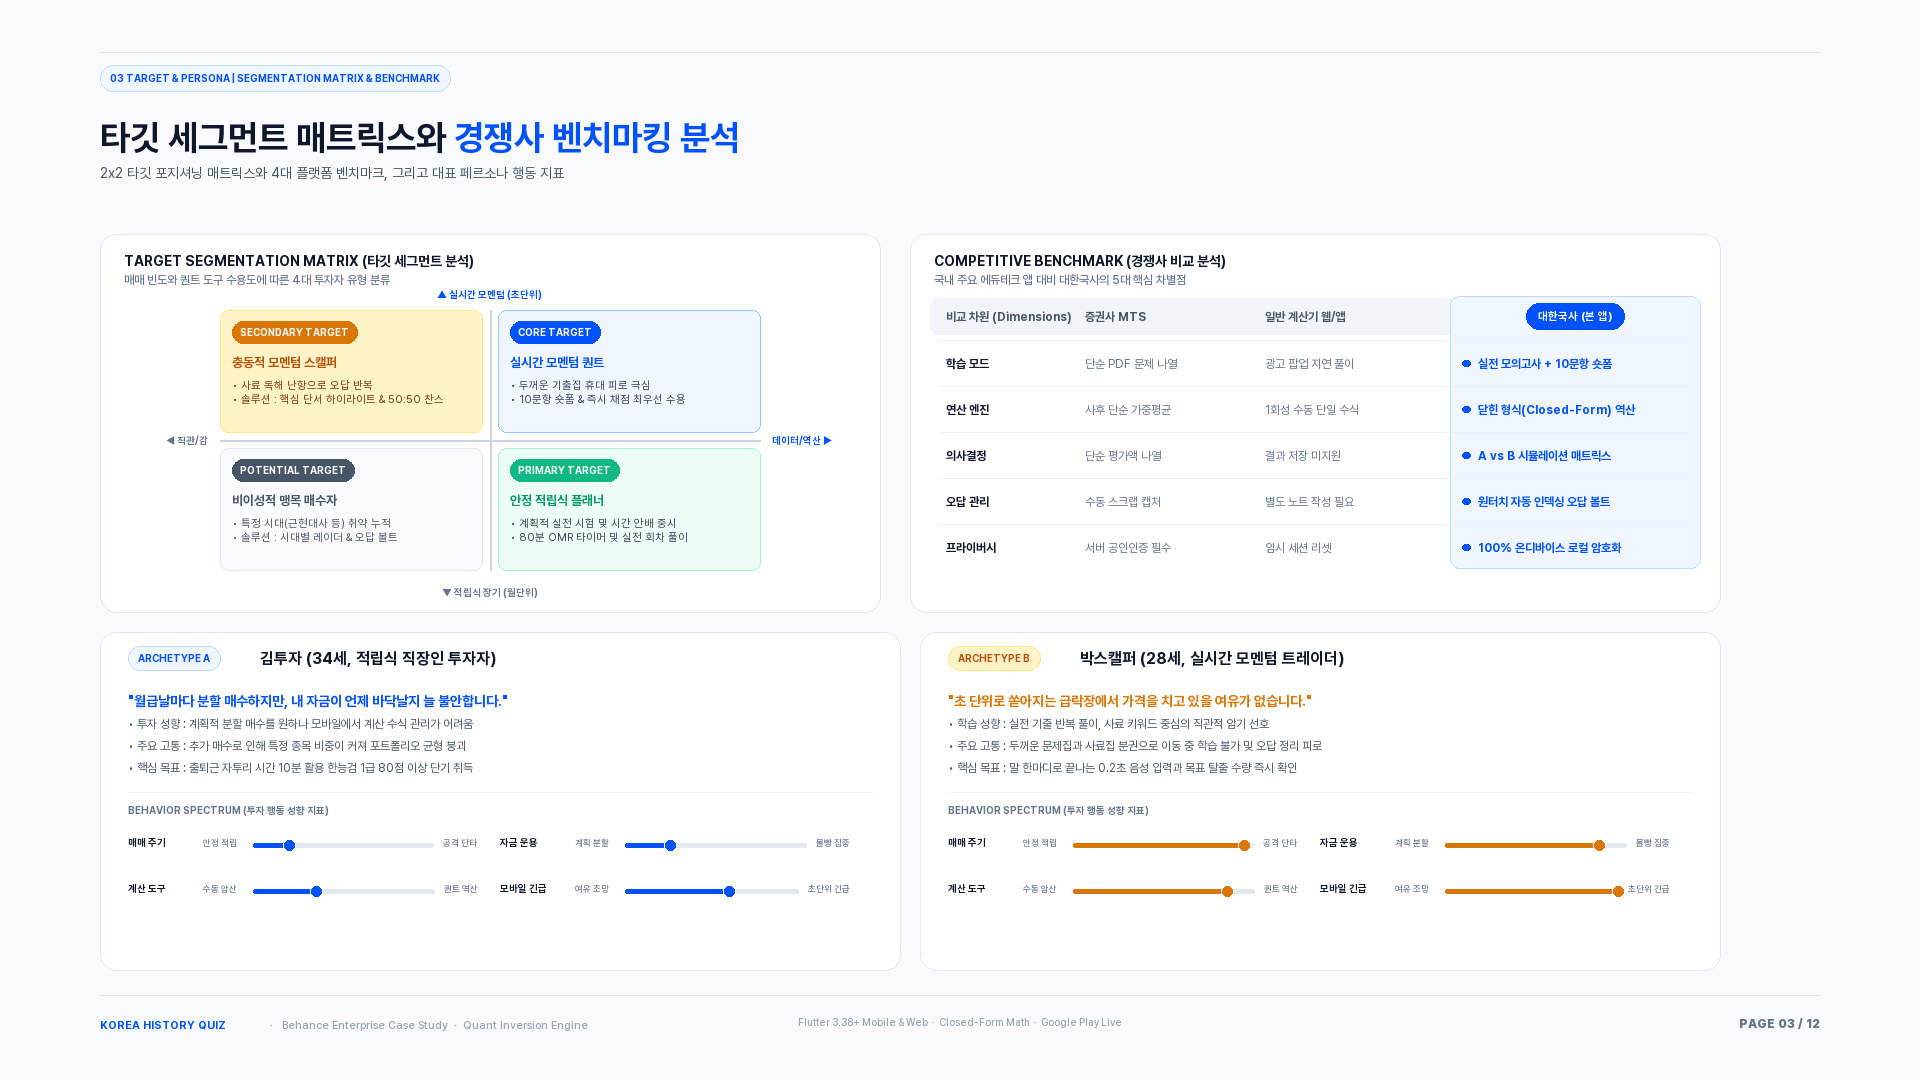 03 TARGET & PERSONA | SEGMENTATION MATRIX & BENCHMARK
타깃 세그먼트 매트릭스와 경쟁사 벤치마킹 분석
2x2 타깃 포지셔닝 매트릭스와 4대 플랫폼 벤치마크, 그리고 대표 페르소나 행동 지표
TARGET SEGMENTATION MATRIX (타깃 세그먼트 분석)
매매 빈도와 퀀트 도구 수용도에 따른 4대 투자자 유형 분류
▲ 실시간 모멘텀 (초단위)
SECONDARY TARGET
충동적 모멘텀 스캘퍼
• 사료 독해 난항으로 오답 반복
• 솔루션 : 핵심 단서 하이라이트 & 50:50 찬스
CORE TARGET
실시간 모멘텀 퀀트
• 두꺼운 기출집 휴대 피로 극심
• 10문항 숏폼 & 즉시 채점 최우선 수용
◀ 직관/감
데이터/역산 ▶
POTENTIAL TARGET
비이성적 맹목 매수자
• 특정 시대(근현대사 등) 취약 누적
• 솔루션 : 시대별 레이더 & 오답 볼트
PRIMARY TARGET
안정 적립식 플래너
• 계획적 실전 시험 및 시간 안배 중시
• 80분 OMR 타이머 및 실전 회차 풀이
▼ 적립식 장기 (월단위)
COMPETITIVE BENCHMARK (경쟁사 비교 분석)
국내 주요 에듀테크 앱 대비 대한국사의 5대 핵심 차별점
비교 차원 (Dimensions) 증권사 MTS 일반 계산기 웹/앱 대한국사 (본 앱)
학습 모드 단순 PDF 문제 나열 광고 팝업 지연 풀이 실전 모의고사 + 10문항 숏폼
연산 엔진 사후 단순 가중평균 1회성 수동 단일 수식 닫힌 형식(Closed-Form) 역산
의사결정 단순 평가액 나열 결과 저장 미지원 A vs B 시뮬레이션 매트릭스
오답 관리 수동 스크랩 캡처 별도 노트 작성 필요 원터치 자동 인덱싱 오답 볼트
프라이버시 서버 공인인증 필수 임시 세션 리셋 100% 온디바이스 로컬 암호화
ARCHETYPE A 김투자 (34세, 적립식 직장인 투자자)
"월급날마다 분할 매수하지만, 내 자금이 언제 바닥날지 늘 불안합니다."
• 투자 성향 : 계획적 분할 매수를 원하나 모바일에서 계산 수식 관리가 어려움
• 주요 고통 : 추가 매수로 인해 특정 종목 비중이 커져 포트폴리오 균형 붕괴
• 핵심 목표 : 출퇴근 자투리 시간 10분 활용 한능검 1급 80점 이상 단기 취득
BEHAVIOR SPECTRUM (투자 행동 성향 지표)
매매 주기 안정 적립 공격 단타 자금 운용 계획 분할 몰빵 집중
계산 도구 수동 암산 퀀트 역산 모바일 긴급 여유 조망 초단위 긴급
ARCHETYPE B 박스캘퍼 (28세, 실시간 모멘텀 트레이더)
"초 단위로 쏟아지는 급락장에서 가격을 치고 있을 여유가 없습니다."
• 학습 성향 : 실전 기출 반복 풀이, 사료 키워드 중심의 직관적 암기 선호
• 주요 고통 : 두꺼운 문제집과 사료집 분권으로 이동 중 학습 불가 및 오답 정리 피로
• 핵심 목표 : 말 한마디로 끝나는 0.2초 음성 입력과 목표 탈출 수량 즉시 확인
BEHAVIOR SPECTRUM (투자 행동 성향 지표)
매매 주기 안정 적립 공격 단타 자금 운용 계획 분할 몰빵 집중
계산 도구 수동 암산 퀀트 역산 모바일 긴급 여유 조망 초단위 긴급
KOREA HISTORY QUIZ · Behance Enterprise Case Study · Quant Inversion Engine
Flutter 3.38+ Mobile & Web · Closed-Form Math · Google Play Live
PAGE 03 / 12